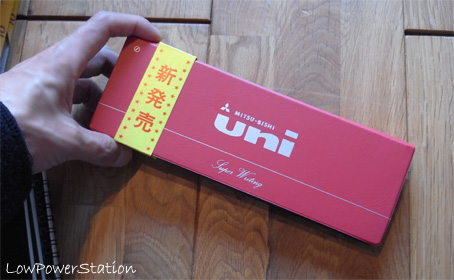 新発売
MITSU-BISHI
uni
Super Writing
LowPowerStation